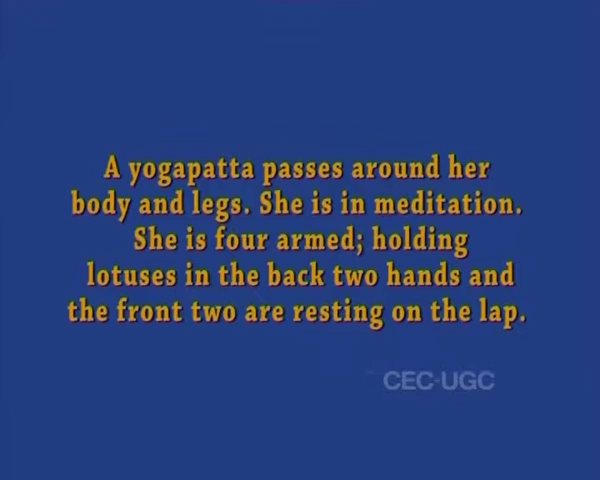 A yogapatta passes around her
body and legs. She is in meditation.
She is four armed; holding
lotuses in the back two hands and
the front two are resting on the lap.
CEC-UGC